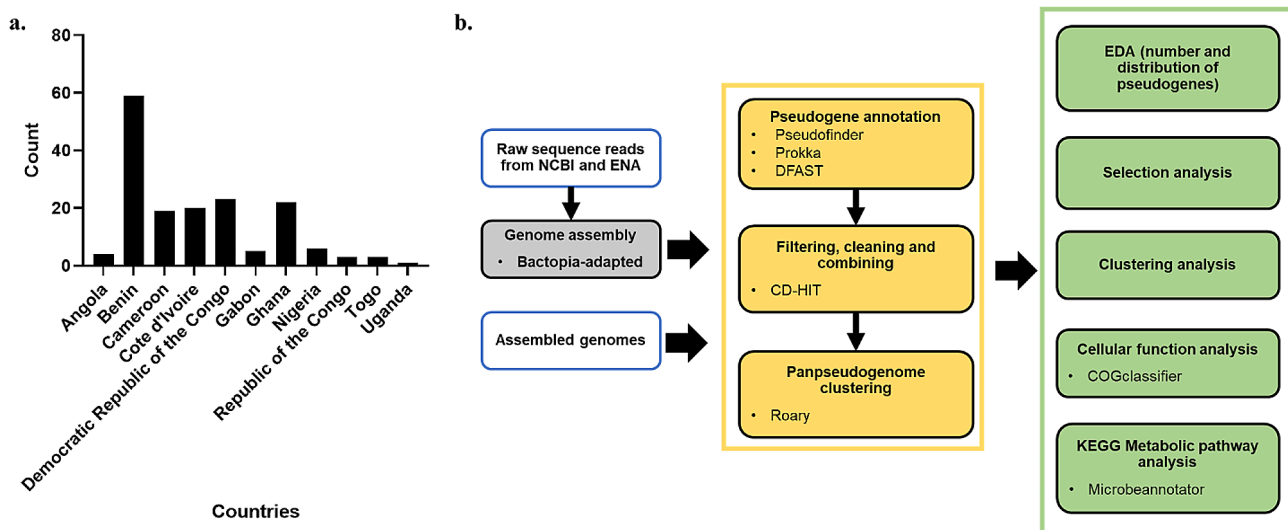 a.
80
60
40
20
0
Count
Angola
Benin
Cameroon
Cote d'Ivoire
Democratic Republic of the Congo
Gabon
Ghana
Nigeria
Republic of the Congo
Togo
Uganda
Countries
b.
Raw sequence reads
from NCBI and ENA
Genome assembly
• Bactopia-adapted
Assembled genomes
Pseudogene annotation
• Pseudofinder
• Prokka
• DFAST
Filtering, cleaning and
combining
• CD-HIT
Panpseudogenome
clustering
• Roary
EDA (number and
distribution of
pseudogenes)
Selection analysis
Clustering analysis
Cellular function analysis
• COGclassifier
KEGG Metabolic pathway
analysis
• Microbeannotator